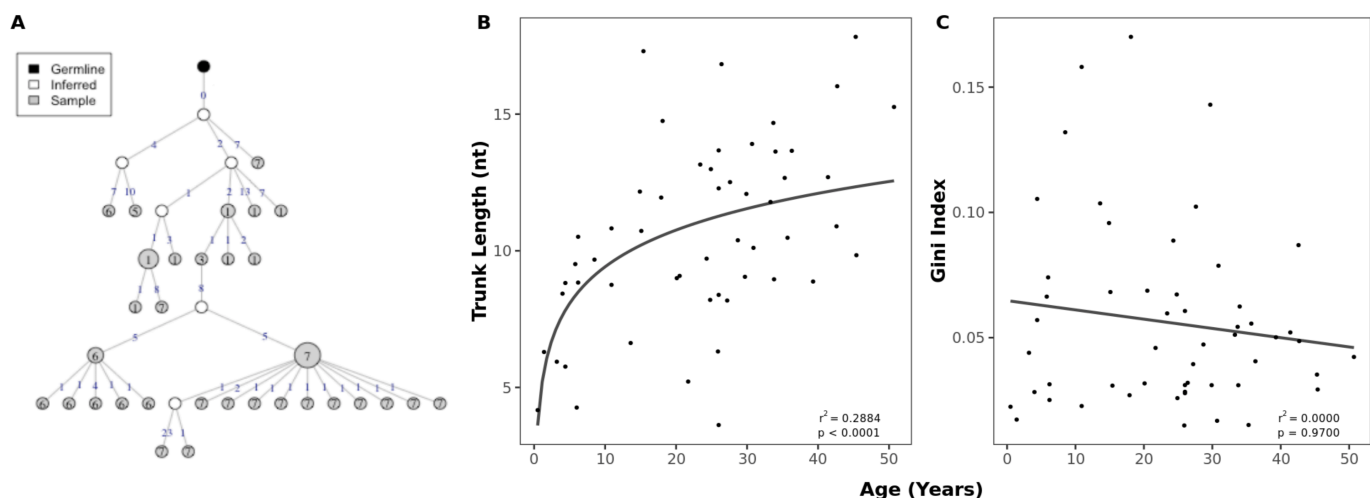 A
B
C
Germline
Inferred
Sample
0
4 2 7
7
7 10 1 2 13 7
6 5 1 1 1
1 3 1 1 2
1 1 3 1 1
1 8 8
1 7
5 5
6 7
1 1 4 1 1 1 2 1 1 1 1 1 1 1
6 6 6 6 6 7 7 7 7 7 7 7 7 7 7
23 1
7 7
Trunk Length (nt)
15
10
5
r² = 0.2884
p < 0.0001
0 10 20 30 40 50
Gini Index
0.15
0.10
0.05
r² = 0.0000
p = 0.9700
0 10 20 30 40 50
Age (Years)